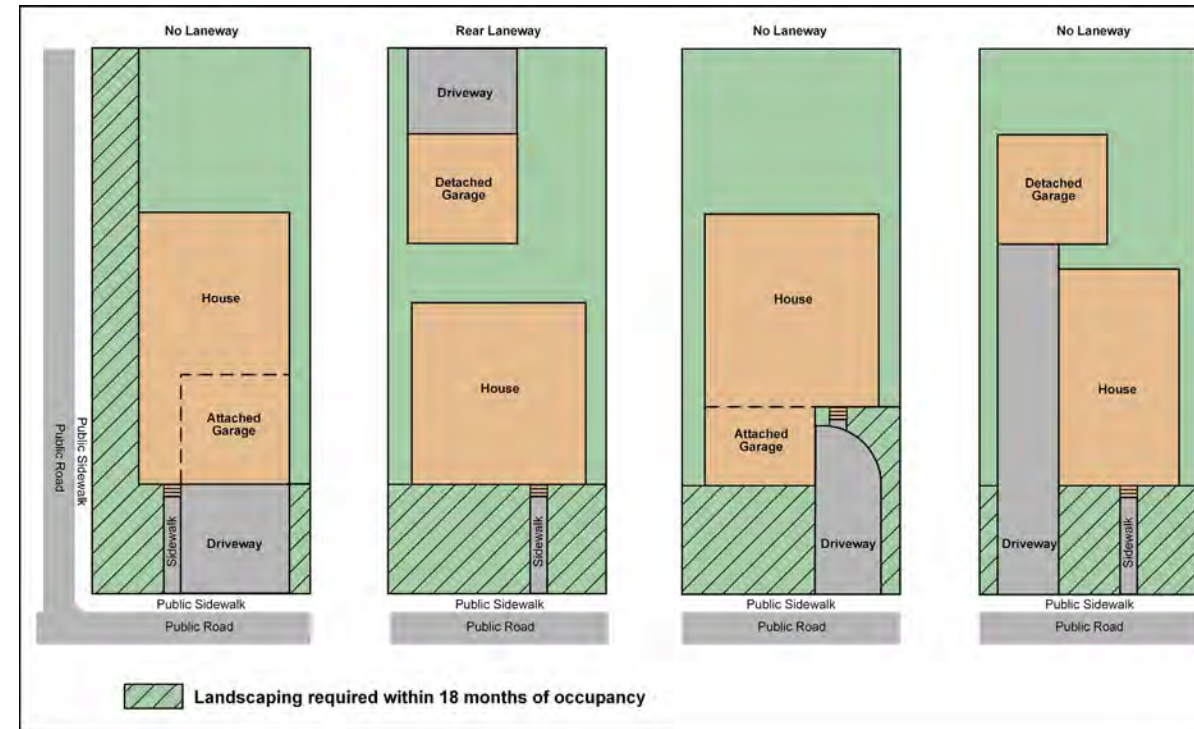 No Laneway
House
Attached
Garage
Sidewalk
Driveway
Public Sidewalk
Public Road
Public Sidewalk
Public Road
Rear Laneway
Driveway
Detached
Garage
House
Sidewalk
Public Sidewalk
Public Road
No Laneway
House
Attached
Garage
Driveway
Public Sidewalk
Public Road
No Laneway
Detached
Garage
House
Driveway
Sidewalk
Public Sidewalk
Public Road
Landscaping required within 18 months of occupancy